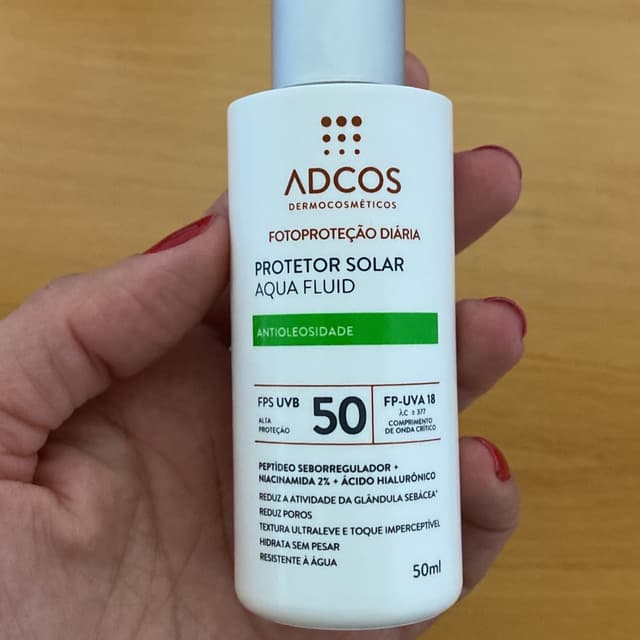 ADCOS
DERMOCOSMÉTICOS
FOTOPROTEÇÃO DIÁRIA
PROTETOR SOLAR
AQUA FLUID
ANTIOLEOSIDADE
FPS UVB
ALTA
PROTEÇÃO
50
FP-UVA 18
λC ≥ 377
COMPRIMENTO
DE ONDA CRÍTICO
PEPTÍDEO SEBORREGULADOR +
NIACINAMIDA 2% + ÁCIDO HIALURÔNICO
REDUZ A ATIVIDADE DA GLÂNDULA SEBÁCEA*
REDUZ POROS
TEXTURA ULTRALEVE E TOQUE IMPERCEPTÍVEL
HIDRATA SEM PESAR
RESISTENTE À ÁGUA
50ml